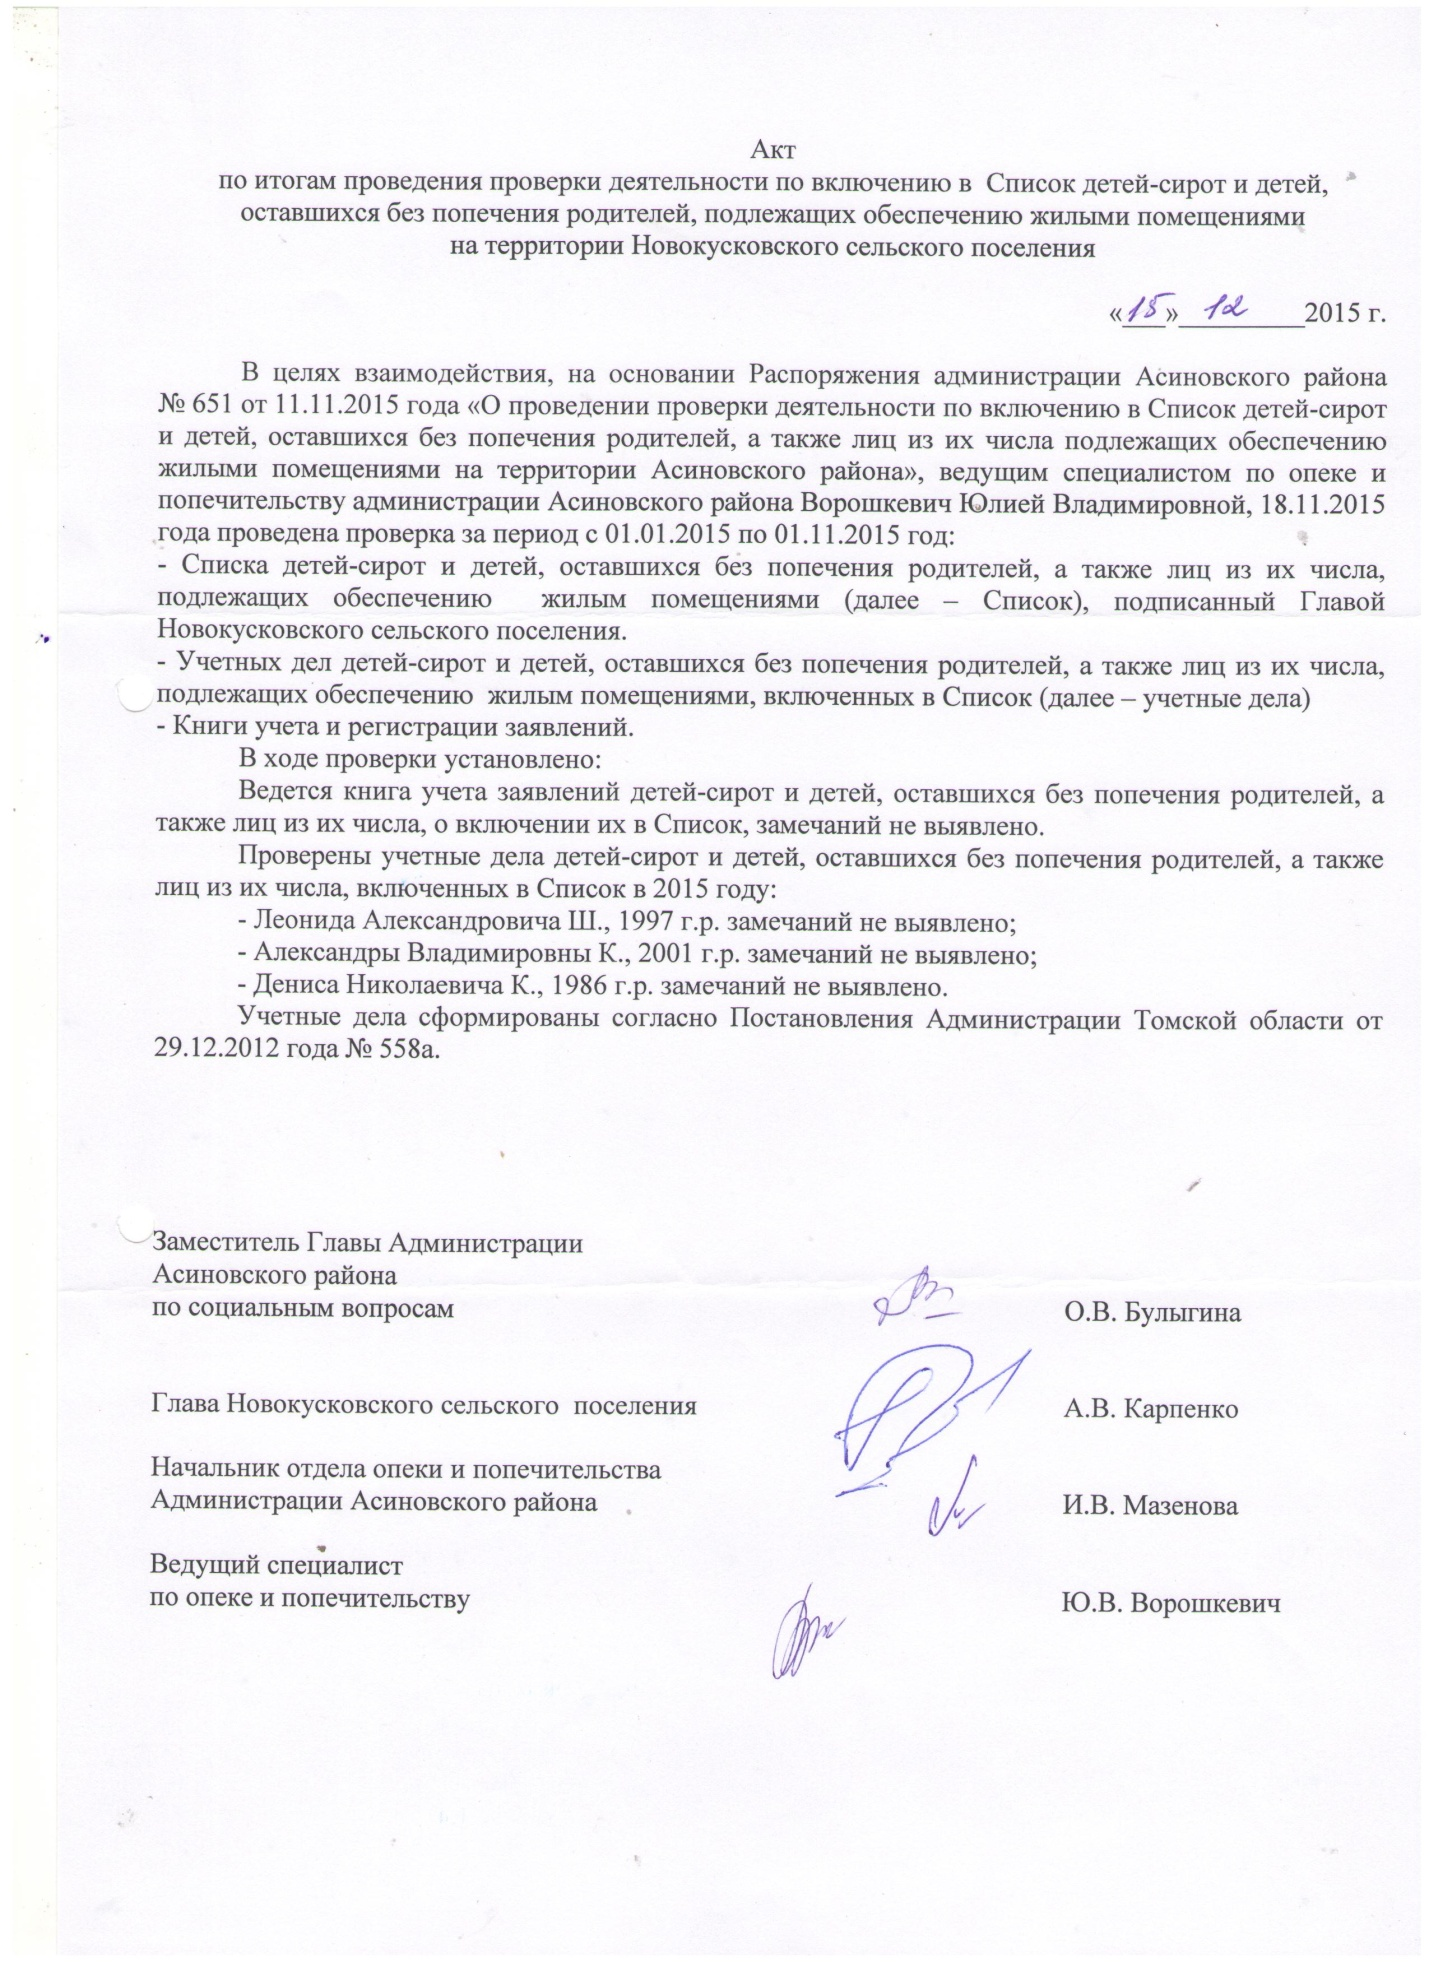 Акт
по итогам проведения проверки деятельности по включению в Список детей-сирот и детей,
оставшихся без попечения родителей, подлежащих обеспечению жилыми помещениями
на территории Новокусковского сельского поселения
«15» 12 2015 г.
В целях взаимодействия, на основании Распоряжения администрации Асиновского района
№ 651 от 11.11.2015 года «О проведении проверки деятельности по включению в Список детей-сирот
и детей, оставшихся без попечения родителей, а также лиц из их числа подлежащих обеспечению
жилыми помещениями на территории Асиновского района», ведущим специалистом по опеке и
попечительству администрации Асиновского района Ворошкевич Юлией Владимировной, 18.11.2015
года проведена проверка за период с 01.01.2015 по 01.11.2015 год:
- Списка детей-сирот и детей, оставшихся без попечения родителей, а также лиц из их числа,
подлежащих обеспечению жилым помещениями (далее – Список), подписанный Главой
Новокусковского сельского поселения.
- Учетных дел детей-сирот и детей, оставшихся без попечения родителей, а также лиц из их числа,
подлежащих обеспечению жилым помещениями, включенных в Список (далее – учетные дела)
- Книги учета и регистрации заявлений.
В ходе проверки установлено:
Ведется книга учета заявлений детей-сирот и детей, оставшихся без попечения родителей, а
также лиц из их числа, о включении их в Список, замечаний не выявлено.
Проверены учетные дела детей-сирот и детей, оставшихся без попечения родителей, а также
лиц из их числа, включенных в Список в 2015 году:
- Леонида Александровича Ш., 1997 г.р. замечаний не выявлено;
- Александры Владимировны К., 2001 г.р. замечаний не выявлено;
- Дениса Николаевича К., 1986 г.р. замечаний не выявлено.
Учетные дела сформированы согласно Постановления Администрации Томской области от
29.12.2012 года № 558а.
Заместитель Главы Администрации
Асиновского района
по социальным вопросам О.В. Булыгина
Глава Новокусковского сельского поселения А.В. Карпенко
Начальник отдела опеки и попечительства
Администрации Асиновского района И.В. Мазенова
Ведущий специалист
по опеке и попечительству Ю.В. Ворошкевич